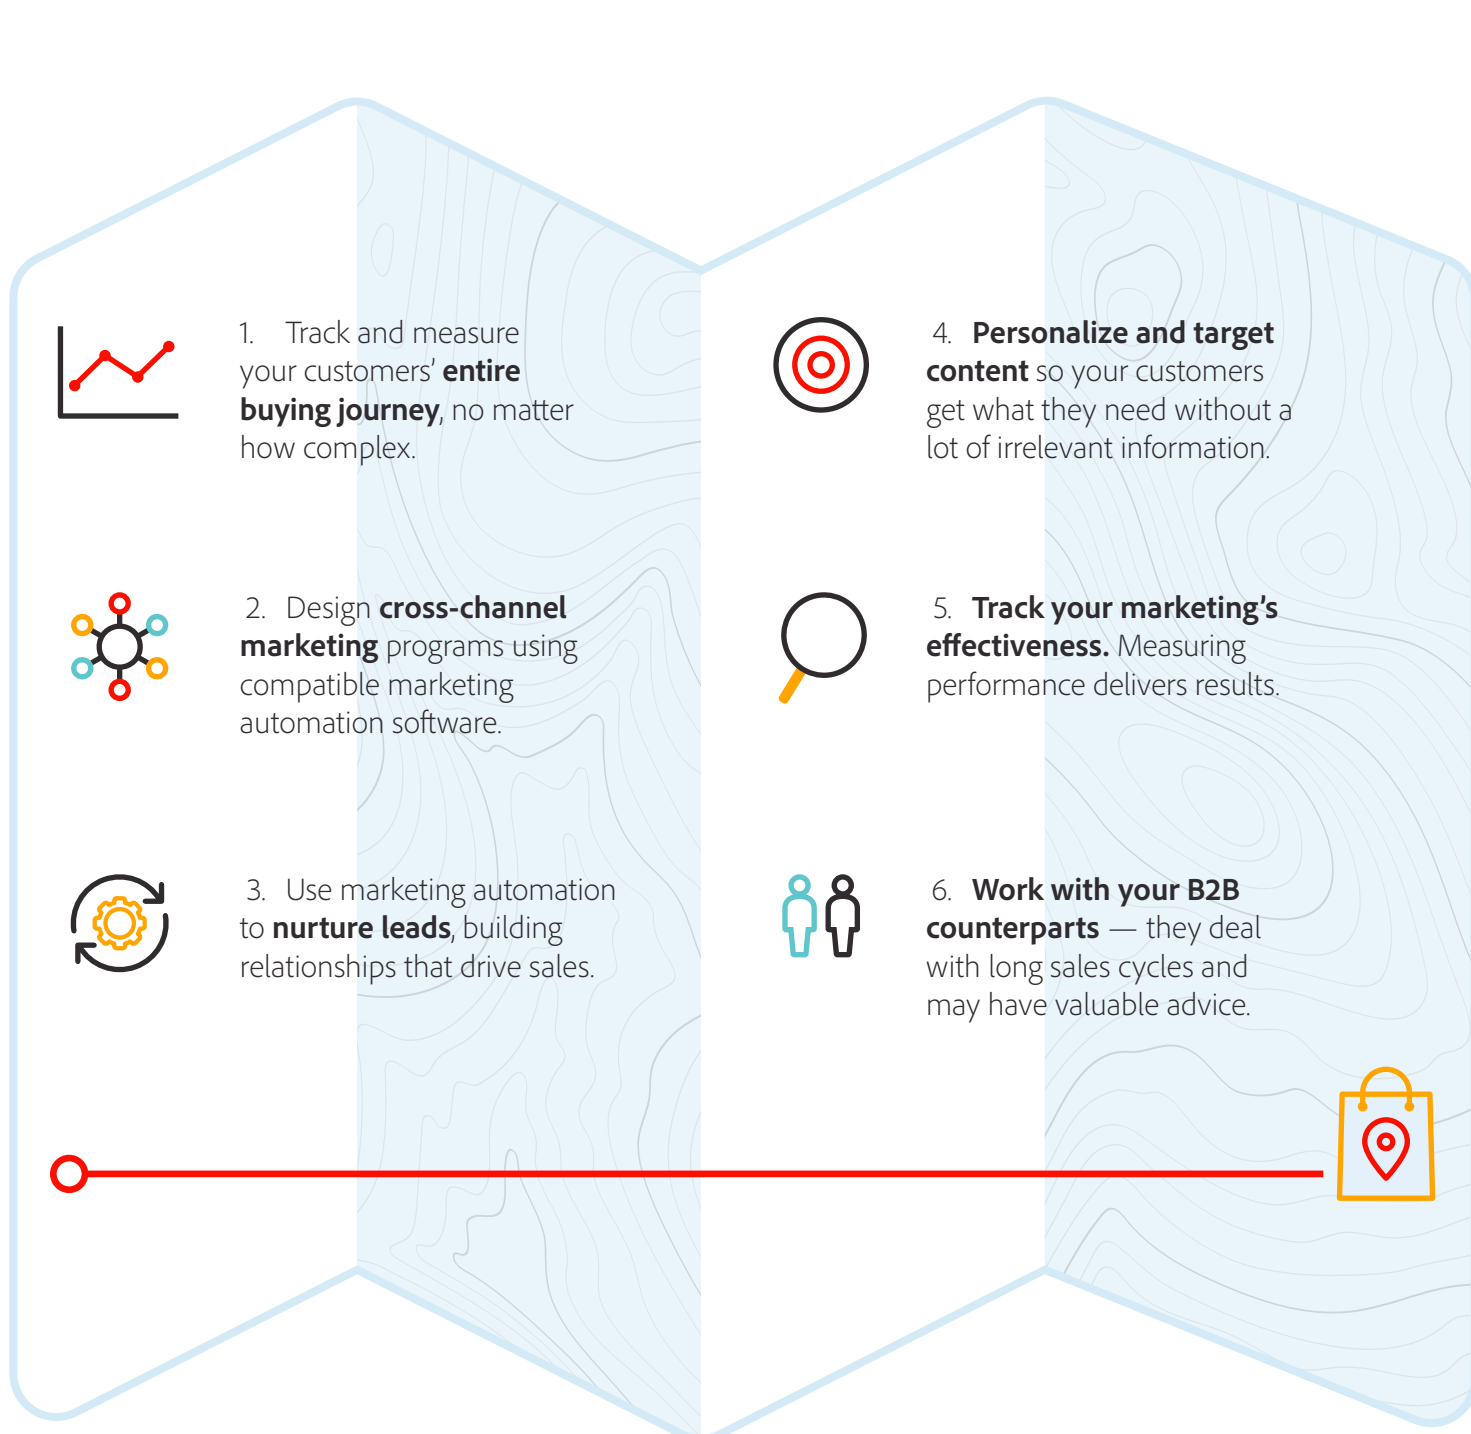 1. Track and measure
your customers’ entire
buying journey, no matter
how complex.
2. Design cross-channel
marketing programs using
compatible marketing
automation software.
3. Use marketing automation
to nurture leads, building
relationships that drive sales.
4. Personalize and target
content so your customers
get what they need without a
lot of irrelevant information.
5. Track your marketing’s
effectiveness. Measuring
performance delivers results.
6. Work with your B2B
counterparts — they deal
with long sales cycles and
may have valuable advice.